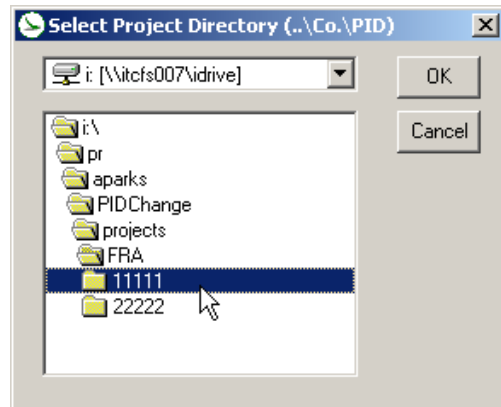 Select Project Directory (..\Co.\PID)
i: [\\itcfs007\idrive]
OK
i:\
Cancel
pr
aparks
PIDChange
projects
FRA
11111
22222